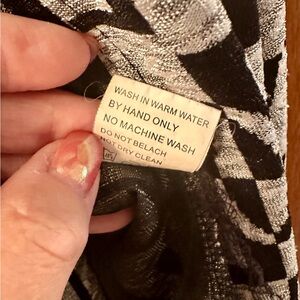 WASH IN WARM WATER
BY HAND ONLY
NO MACHINE WASH
DO NOT BELACH
NOT DRY CLEAN